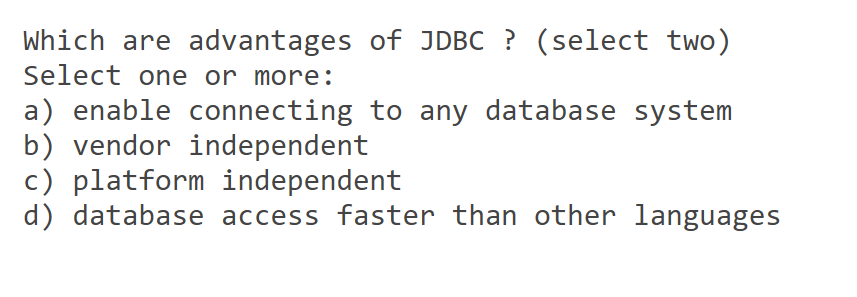 Which are advantages of JDBC ? (select two)
Select one or more:
a) enable connecting to any database system
b) vendor independent
c) platform independent
d) database access faster than other languages